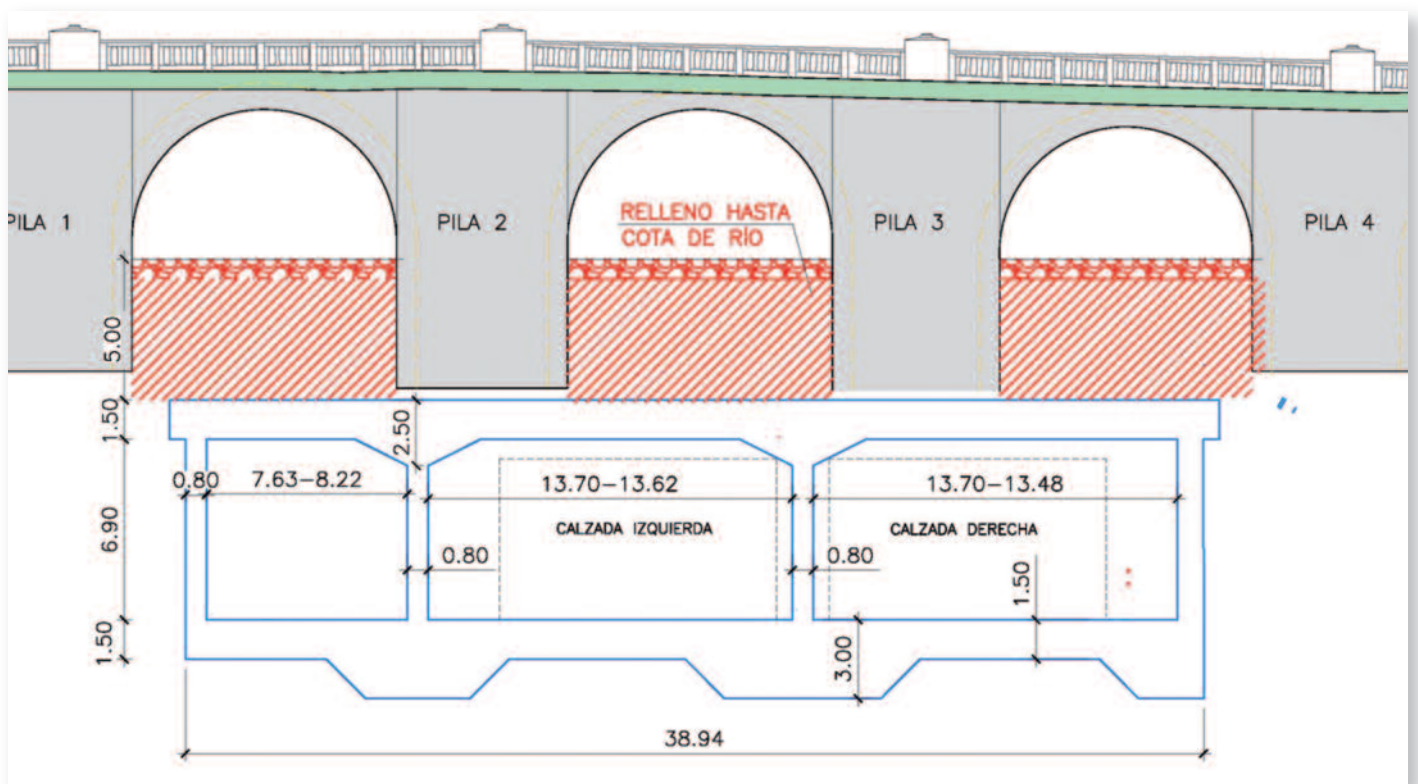 PILA 1
PILA 2
RELLENO HASTA
COTA DE RÍO
PILA 3
PILA 4
5.00
1.50
2.50
0.80
7.63–8.22
13.70–13.62
13.70–13.48
6.90
CALZADA IZQUIERDA
CALZADA DERECHA
0.80
0.80
1.50
1.50
3.00
38.94